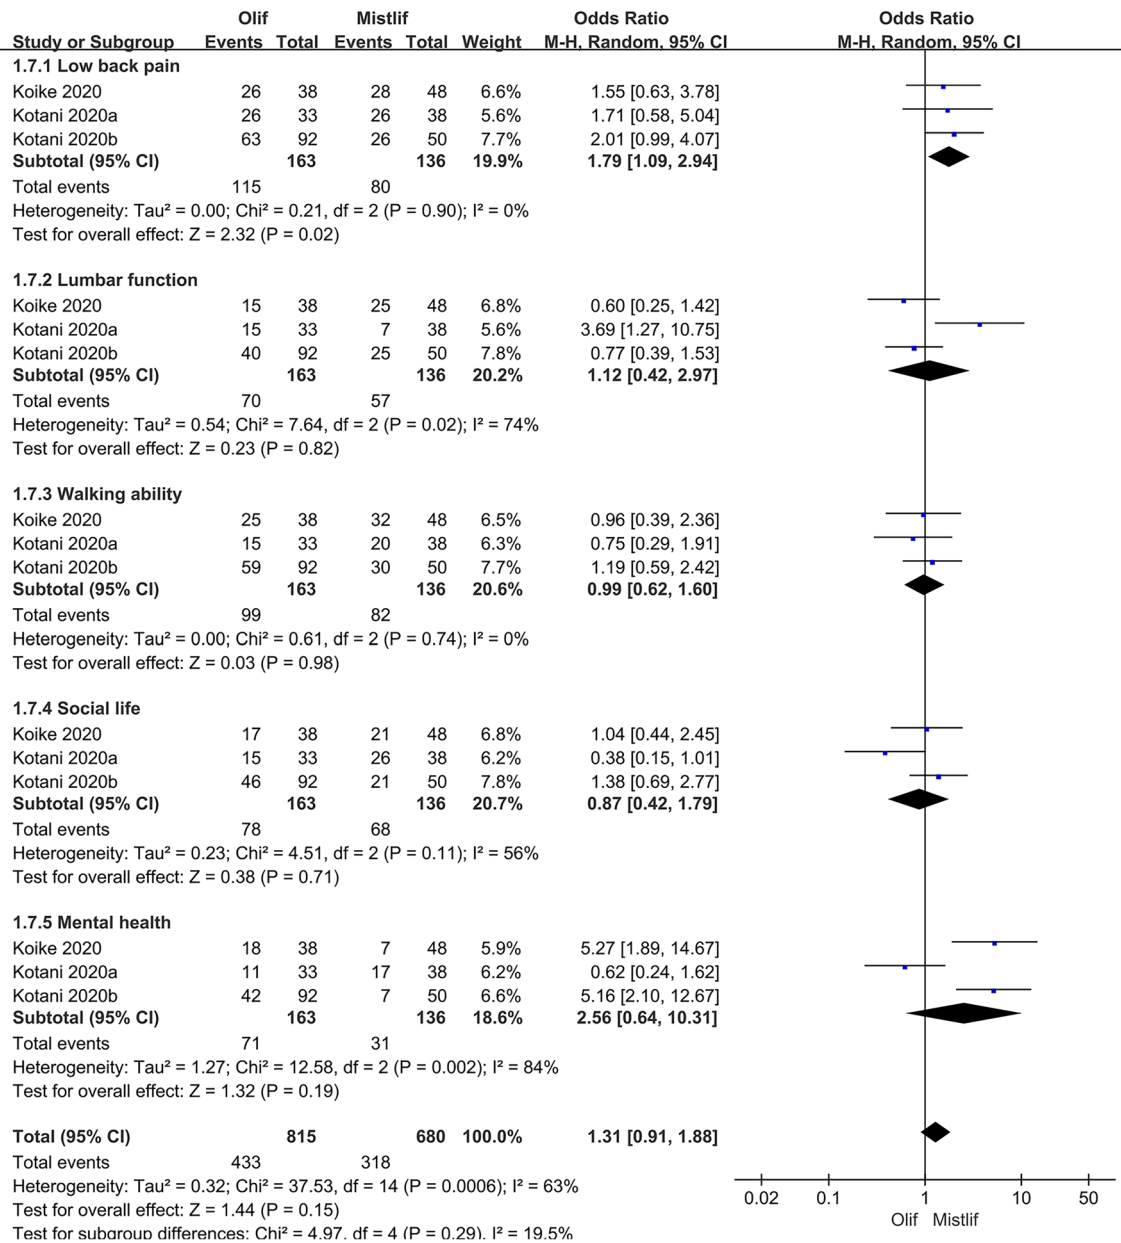 Olif Mistlif Odds Ratio Odds Ratio
Study or Subgroup Events Total Events Total Weight M-H, Random, 95% CI M-H, Random, 95% CI
1.7.1 Low back pain
Koike 2020 26 38 28 48 6.6% 1.55 [0.63, 3.78]
Kotani 2020a 26 33 26 38 5.6% 1.71 [0.58, 5.04]
Kotani 2020b 63 92 26 50 7.7% 2.01 [0.99, 4.07]
Subtotal (95% CI) 163 136 19.9% 1.79 [1.09, 2.94]
Total events 115 80
Heterogeneity: Tau² = 0.00; Chi² = 0.21, df = 2 (P = 0.90); I² = 0%
Test for overall effect: Z = 2.32 (P = 0.02)
1.7.2 Lumbar function
Koike 2020 15 38 25 48 6.8% 0.60 [0.25, 1.42]
Kotani 2020a 15 33 7 38 5.6% 3.69 [1.27, 10.75]
Kotani 2020b 40 92 25 50 7.8% 0.77 [0.39, 1.53]
Subtotal (95% CI) 163 136 20.2% 1.12 [0.42, 2.97]
Total events 70 57
Heterogeneity: Tau² = 0.54; Chi² = 7.64, df = 2 (P = 0.02); I² = 74%
Test for overall effect: Z = 0.23 (P = 0.82)
1.7.3 Walking ability
Koike 2020 25 38 32 48 6.5% 0.96 [0.39, 2.36]
Kotani 2020a 15 33 20 38 6.3% 0.75 [0.29, 1.91]
Kotani 2020b 59 92 30 50 7.7% 1.19 [0.59, 2.42]
Subtotal (95% CI) 163 136 20.6% 0.99 [0.62, 1.60]
Total events 99 82
Heterogeneity: Tau² = 0.00; Chi² = 0.61, df = 2 (P = 0.74); I² = 0%
Test for overall effect: Z = 0.03 (P = 0.98)
1.7.4 Social life
Koike 2020 17 38 21 48 6.8% 1.04 [0.44, 2.45]
Kotani 2020a 15 33 26 38 6.2% 0.38 [0.15, 1.01]
Kotani 2020b 46 92 21 50 7.8% 1.38 [0.69, 2.77]
Subtotal (95% CI) 163 136 20.7% 0.87 [0.42, 1.79]
Total events 78 68
Heterogeneity: Tau² = 0.23; Chi² = 4.51, df = 2 (P = 0.11); I² = 56%
Test for overall effect: Z = 0.38 (P = 0.71)
1.7.5 Mental health
Koike 2020 18 38 7 48 5.9% 5.27 [1.89, 14.67]
Kotani 2020a 11 33 17 38 6.2% 0.62 [0.24, 1.62]
Kotani 2020b 42 92 7 50 6.6% 5.16 [2.10, 12.67]
Subtotal (95% CI) 163 136 18.6% 2.56 [0.64, 10.31]
Total events 71 31
Heterogeneity: Tau² = 1.27; Chi² = 12.58, df = 2 (P = 0.002); I² = 84%
Test for overall effect: Z = 1.32 (P = 0.19)
Total (95% CI) 815 680 100.0% 1.31 [0.91, 1.88]
Total events 433 318
Heterogeneity: Tau² = 0.32; Chi² = 37.53, df = 14 (P = 0.0006); I² = 63%
Test for overall effect: Z = 1.44 (P = 0.15)
Test for subgroup differences: Chi² = 4.97, df = 4 (P = 0.29), I² = 19.5%
0.02 0.1 1 10 50
Olif Mistlif